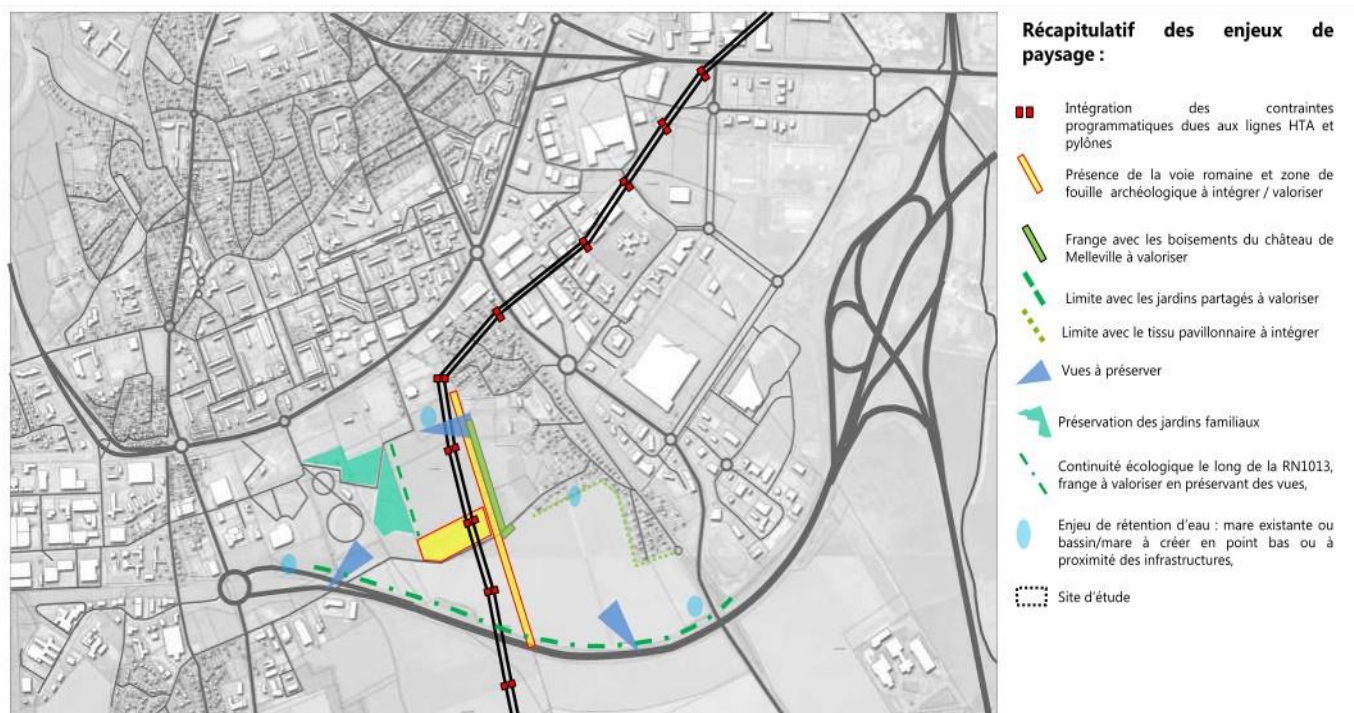 Récapitulatif des enjeux de
paysage :
Intégration des contraintes
programmatiques dues aux lignes HTA et
pylônes
Présence de la voie romaine et zone de
fouille archéologique à intégrer / valoriser
Frange avec les boisements du château de
Melleville à valoriser
Limite avec les jardins partagés à valoriser
Limite avec le tissu pavillonnaire à intégrer
Vues à préserver
Préservation des jardins familiaux
Continuité écologique le long de la RN1013,
frange à valoriser en préservant des vues,
Enjeu de rétention d'eau : mare existante ou
bassin/mare à créer en point bas ou à
proximité des infrastructures,
Site d'étude